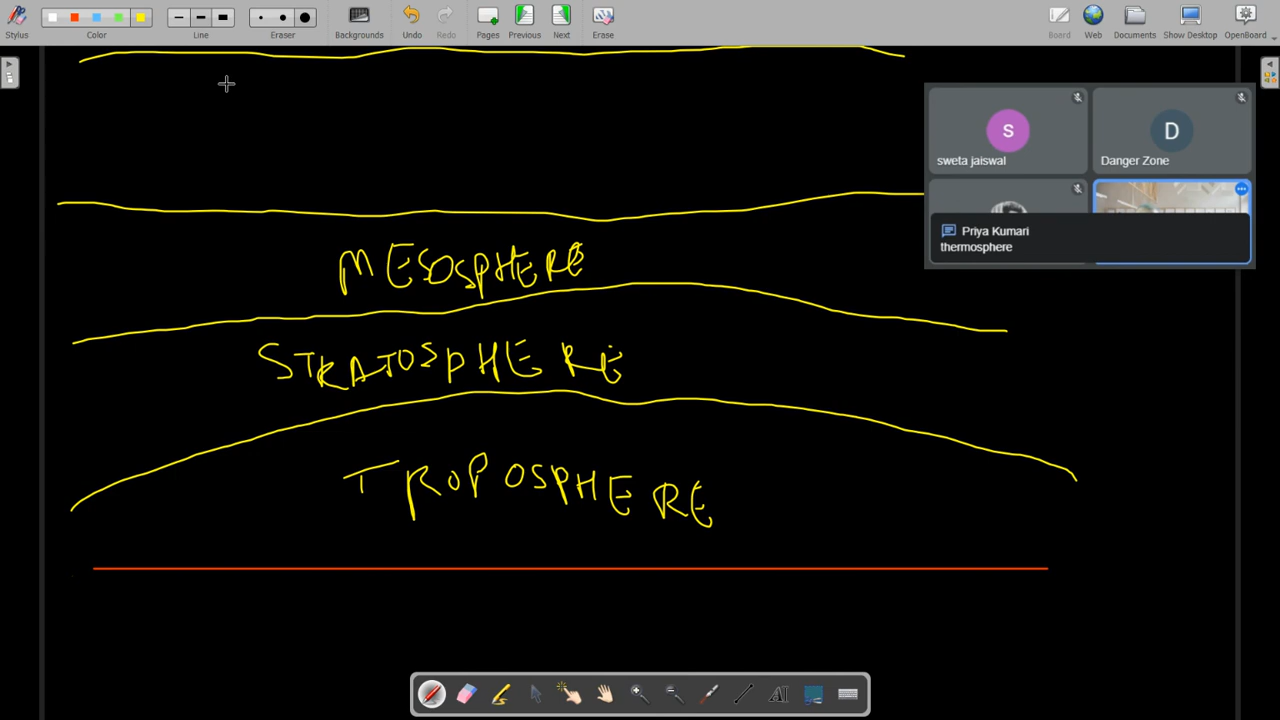 Stylus Color Line Eraser Backgrounds Undo Redo Pages Previous Next Erase Board Web Documents Show Desktop OpenBoard
S D
sweta jaiswal Danger Zone
Priya Kumari
thermosphere
MESOSPHERE
STRATOSPHERE
TROPOSPHERE
AI